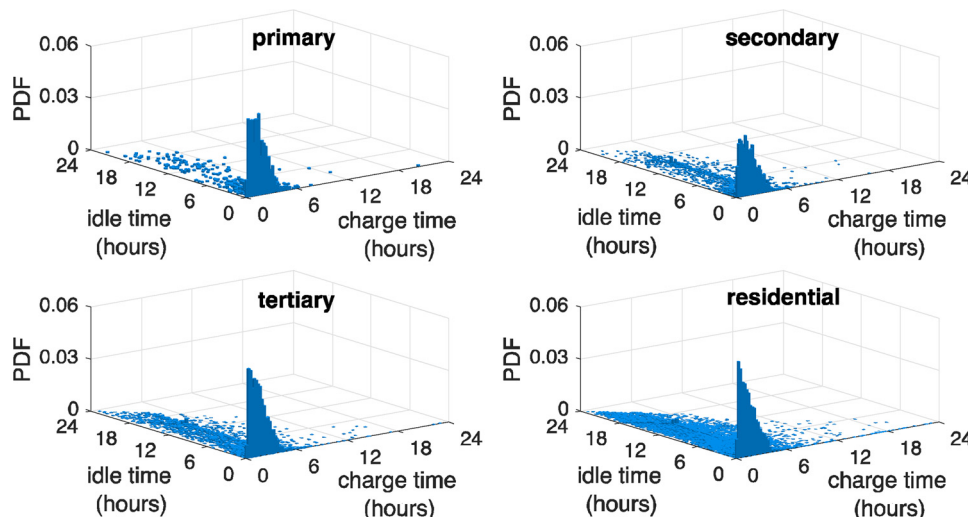 primary
0.06
0.03
0
PDF
24
18
12
6
0
idle time
(hours)
0
6
12
18
24
charge time
(hours)
secondary
0.06
0.03
0
PDF
24
18
12
6
0
idle time
(hours)
0
6
12
18
24
charge time
(hours)
tertiary
0.06
0.03
0
PDF
24
18
12
6
0
idle time
(hours)
0
6
12
18
24
charge time
(hours)
residential
0.06
0.03
0
PDF
24
18
12
6
0
idle time
(hours)
0
6
12
18
24
charge time
(hours)